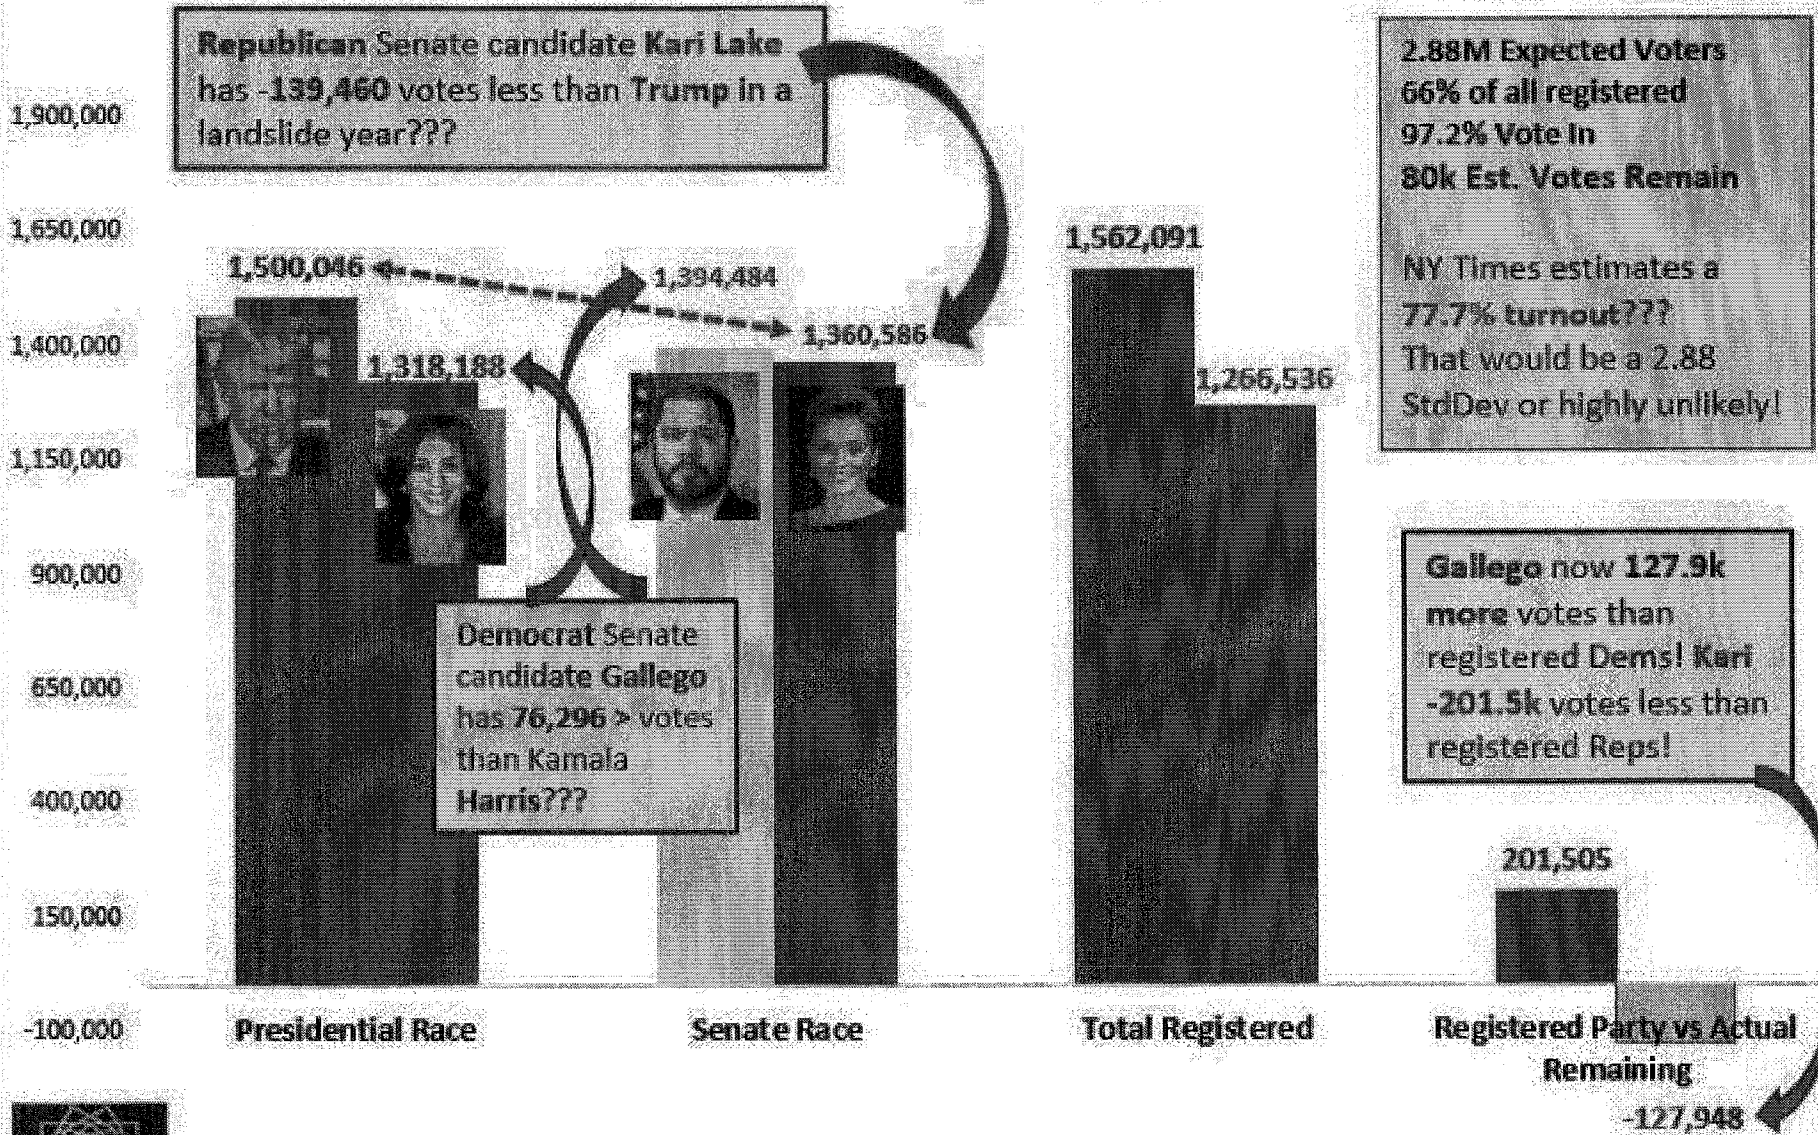 Republican Senate candidate Kari Lake
has -139,460 votes less than Trump in a
landslide year???
2.88M Expected Voters
66% of all registered
97.2% Vote In
80k Est. Votes Remain
NY Times estimates a
77.7% turnout???
That would be a 2.88
StdDev or highly unlikely!
1,900,000
1,650,000
1,400,000
1,150,000
900,000
650,000
400,000
150,000
-100,000
1,500,046
1,318,188
1,394,484
1,360,586
1,562,091
1,266,536
Democrat Senate
candidate Gallego
has 76,296 > votes
than Kamala
Harris???
Gallego now 127.9k
more votes than
registered Dems! Kari
-201.5k votes less than
registered Reps!
201,505
Presidential Race
Senate Race
Total Registered
Registered Party vs Actual
Remaining
-127,948